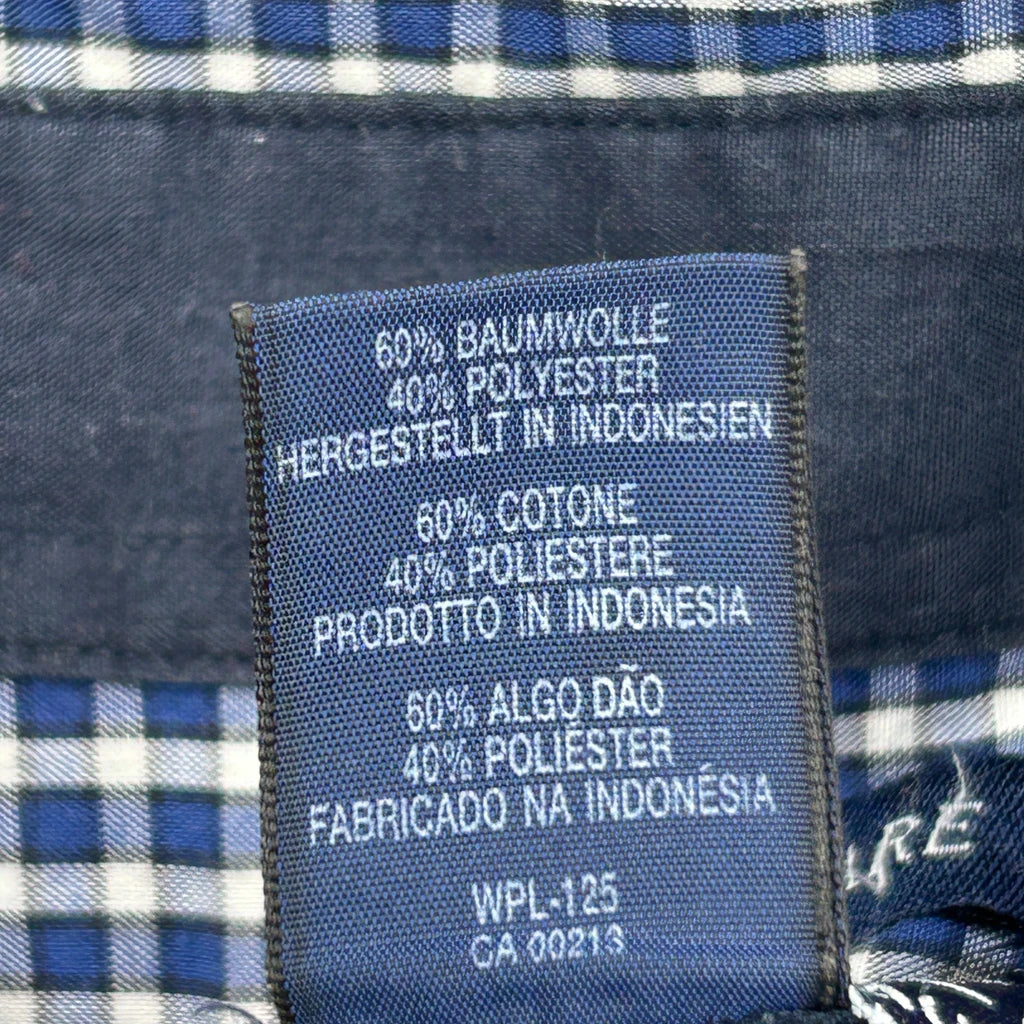 60% BAUMWOLLE
40% POLYESTER
HERGESTELLT IN INDONESIEN
60% COTONE
40% POLIESTERE
PRODOTTO IN INDONESIA
60% ALGO DÃO
40% POLIESTER
FABRICADO NA INDONÉSIA
WPL-125
CA 00213